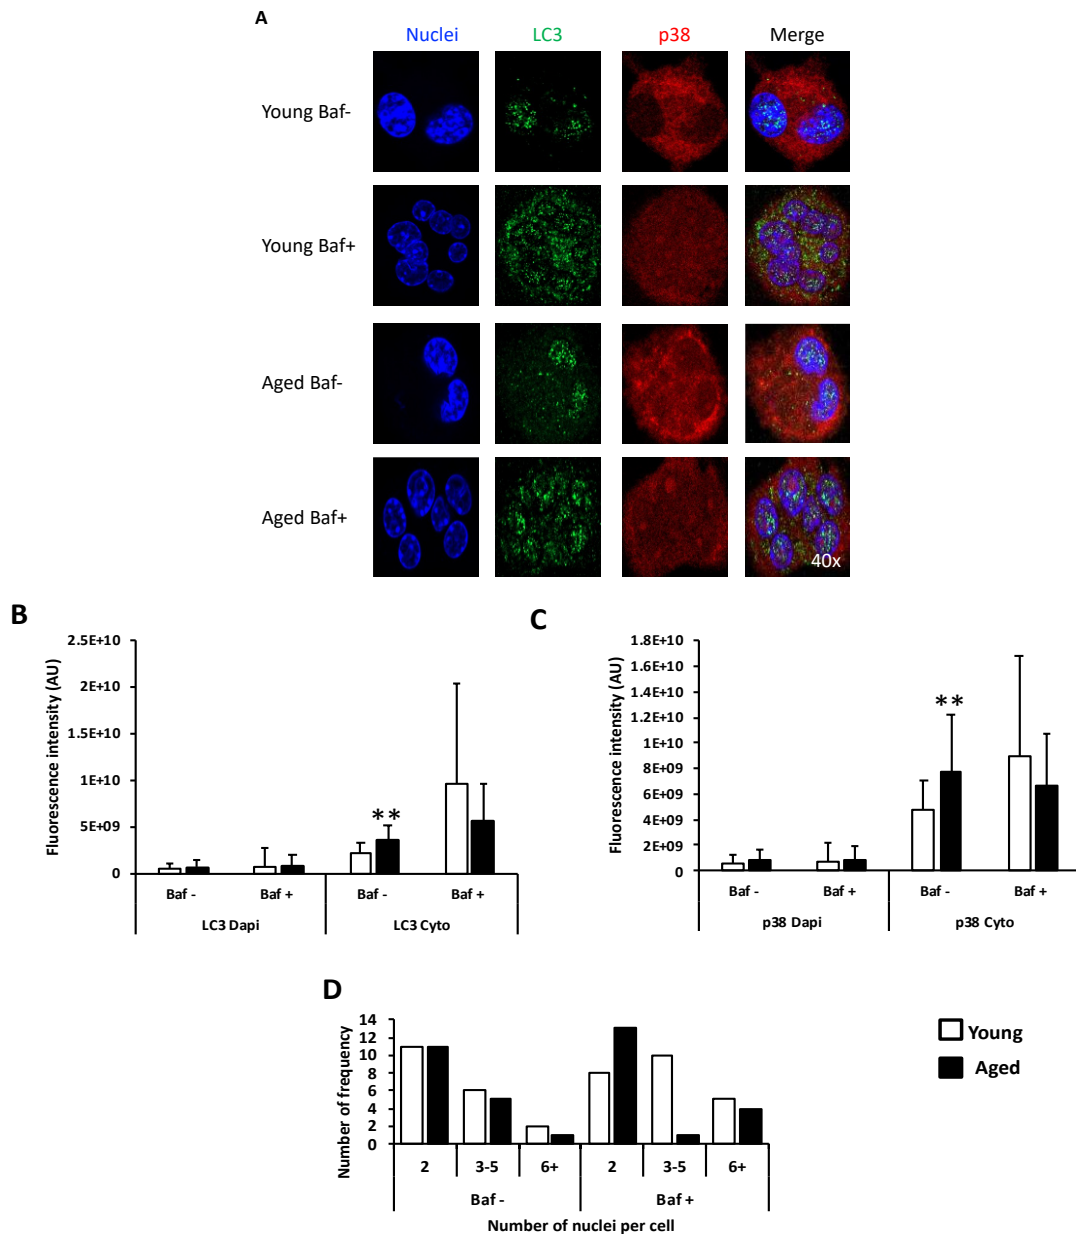 A
Nuclei LC3 p38 Merge
Young Baf-
Young Baf+
Aged Baf-
Aged Baf+
40x
B
Fluorescence intensity (AU)
2.5E+10
2E+10
1.5E+10
1E+10
5E+09
0
**
Baf - Baf + Baf - Baf +
LC3 Dapi LC3 Cyto
C
Fluorescence intensity (AU)
1.8E+10
1.6E+10
1.4E+10
1.2E+10
1E+10
8E+09
6E+09
4E+09
2E+09
0
**
Baf - Baf + Baf - Baf +
p38 Dapi p38 Cyto
D
Number of frequency
14
12
10
8
6
4
2
0
2 3-5 6+ 2 3-5 6+
Baf - Baf +
Number of nuclei per cell
Young
Aged